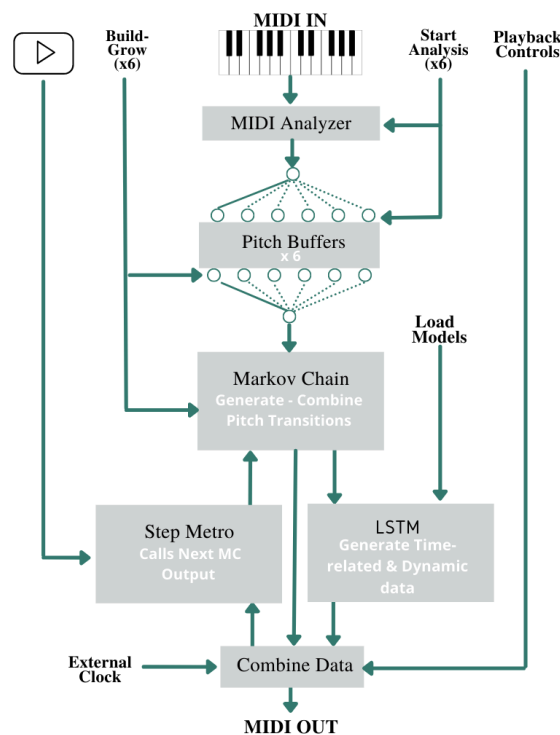 MIDI IN
Build-
Grow
(x6)
Start
Analysis
(x6)
Playback
Controls
MIDI Analyzer
Pitch Buffers
x 6
Load
Models
Markov Chain
Generate - Combine
Pitch Transitions
Step Metro
Calls Next MC
Output
LSTM
Generate Time-
related & Dynamic
data
External
Clock
Combine Data
MIDI OUT